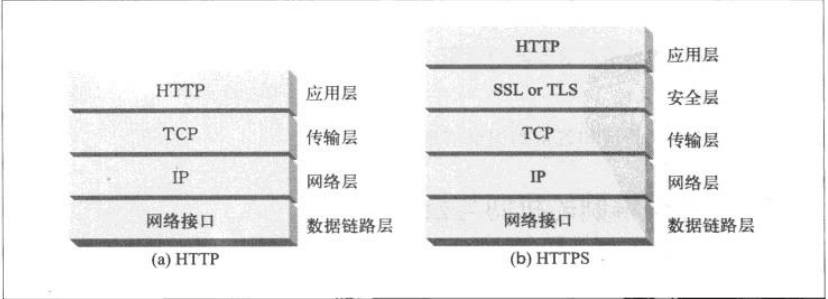 HTTP 应用层
TCP 传输层
IP 网络层
网络接口 数据链路层
(a) HTTP
HTTP 应用层
SSL or TLS 安全层
TCP 传输层
IP 网络层
网络接口 数据链路层
(b) HTTPS